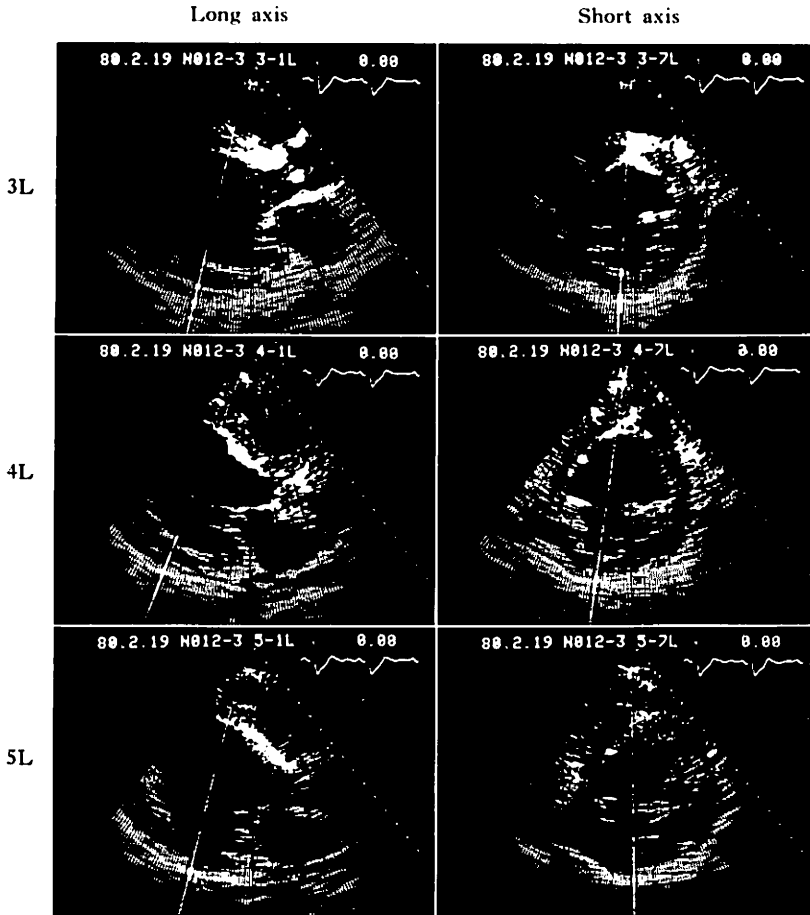 Long axis Short axis
3L
80.2.19 N012-3 3-1L 0.00
80.2.19 N012-3 3-7L 0.00
4L
80.2.19 N012-3 4-1L 0.00
80.2.19 N012-3 4-7L 0.00
5L
80.2.19 N012-3 5-1L 0.00
80.2.19 N012-3 5-7L 0.00